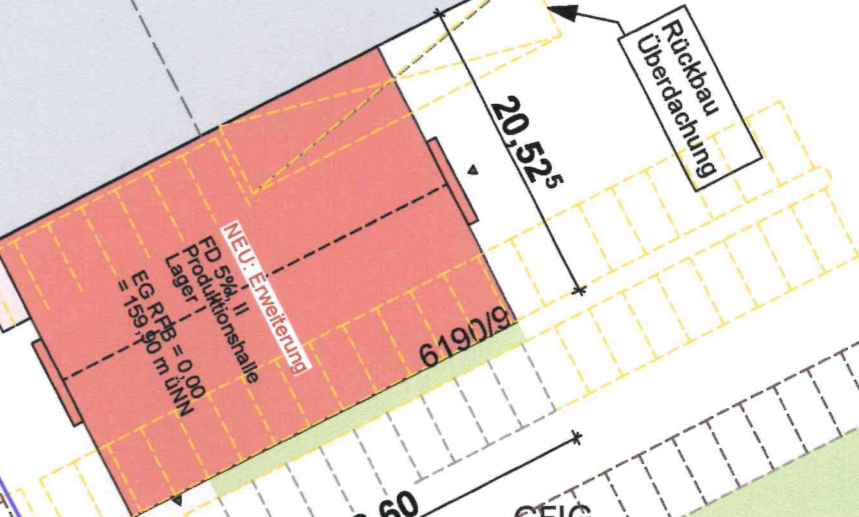 Rückbau
Überdachung
20,52⁵
NEU: Erweiterung
FD 5%, II
Produktionshalle
Lager
EG RFB = 0,00
= 159,90 m üNN
6190/9